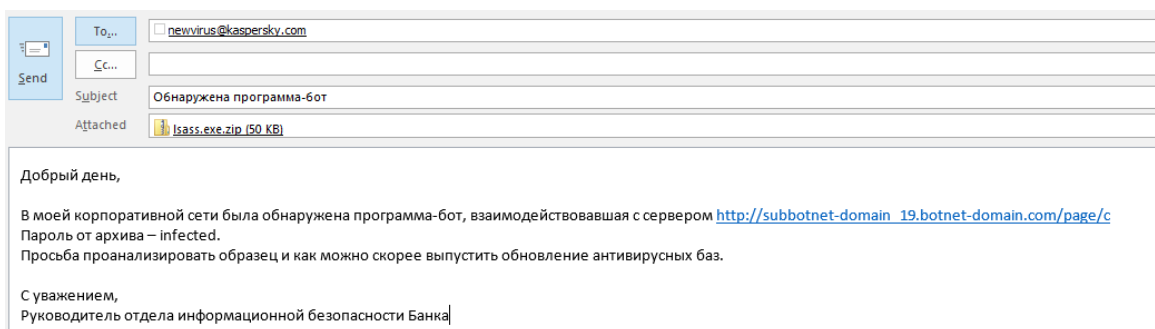 To...
newvirus@kaspersky.com
Cc...
Send
Subject
Обнаружена программа-бот
Attached
lsass.exe.zip (50 KB)
Добрый день,
В моей корпоративной сети была обнаружена программа-бот, взаимодействовавшая с сервером http://subbotnet-domain_19.botnet-domain.com/page/c
Пароль от архива – infected.
Просьба проанализировать образец и как можно скорее выпустить обновление антивирусных баз.
С уважением,
Руководитель отдела информационной безопасности Банка